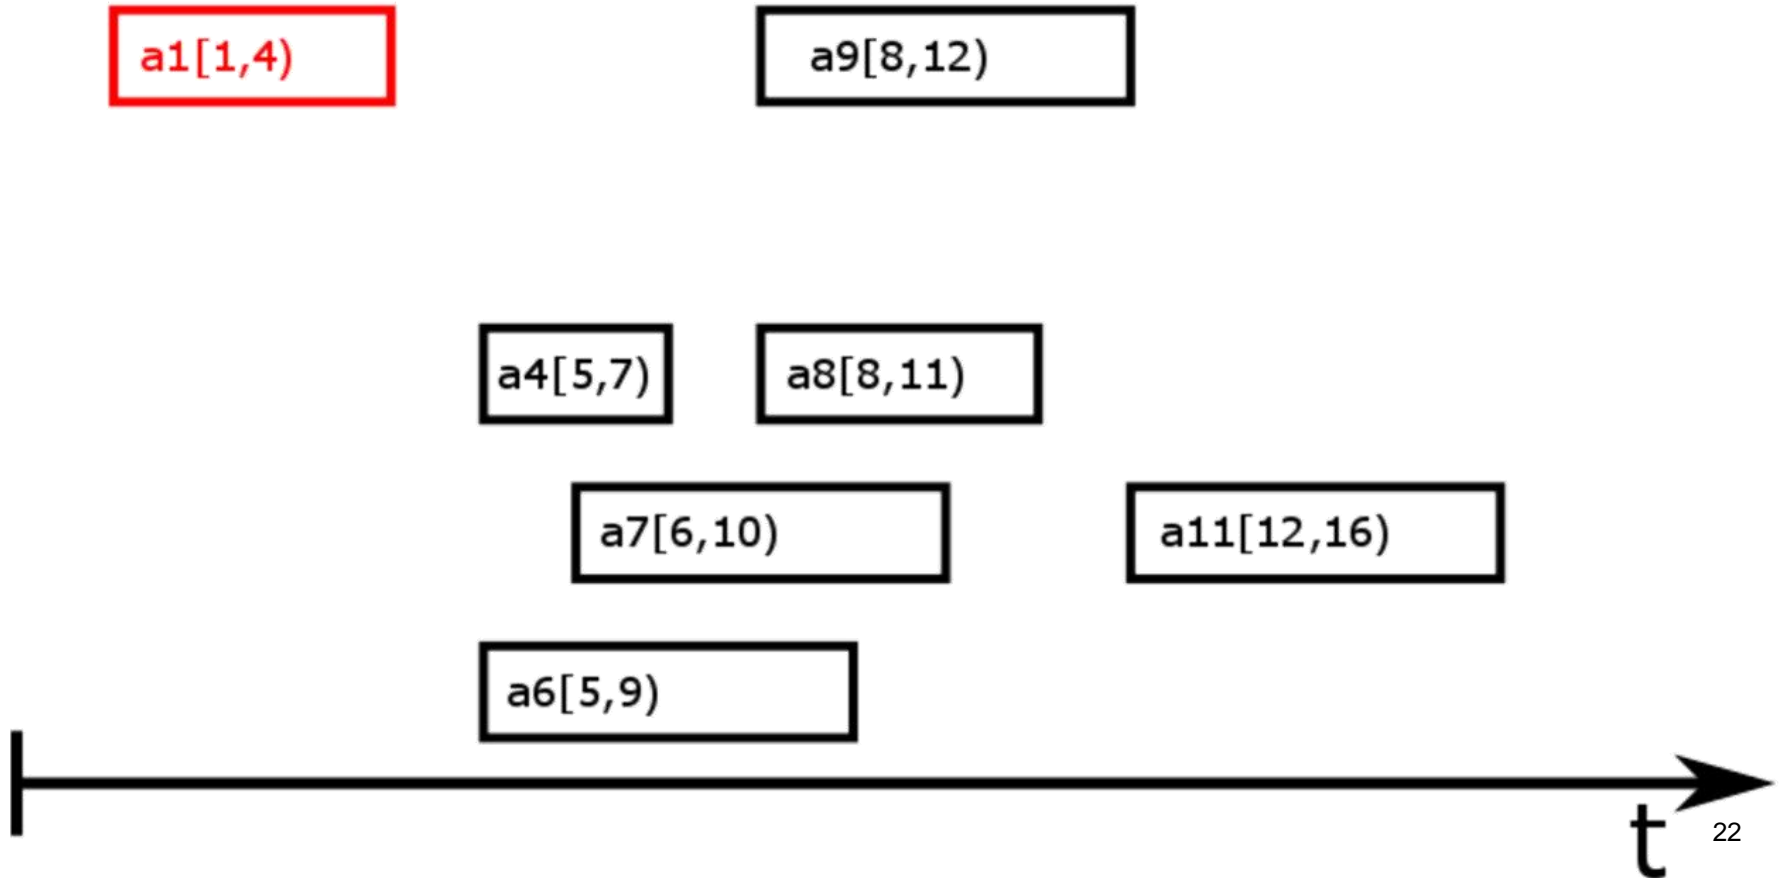 a1[1,4)
a9[8,12)
a4[5,7)
a8[8,11)
a7[6,10)
a11[12,16)
a6[5,9)
t
22